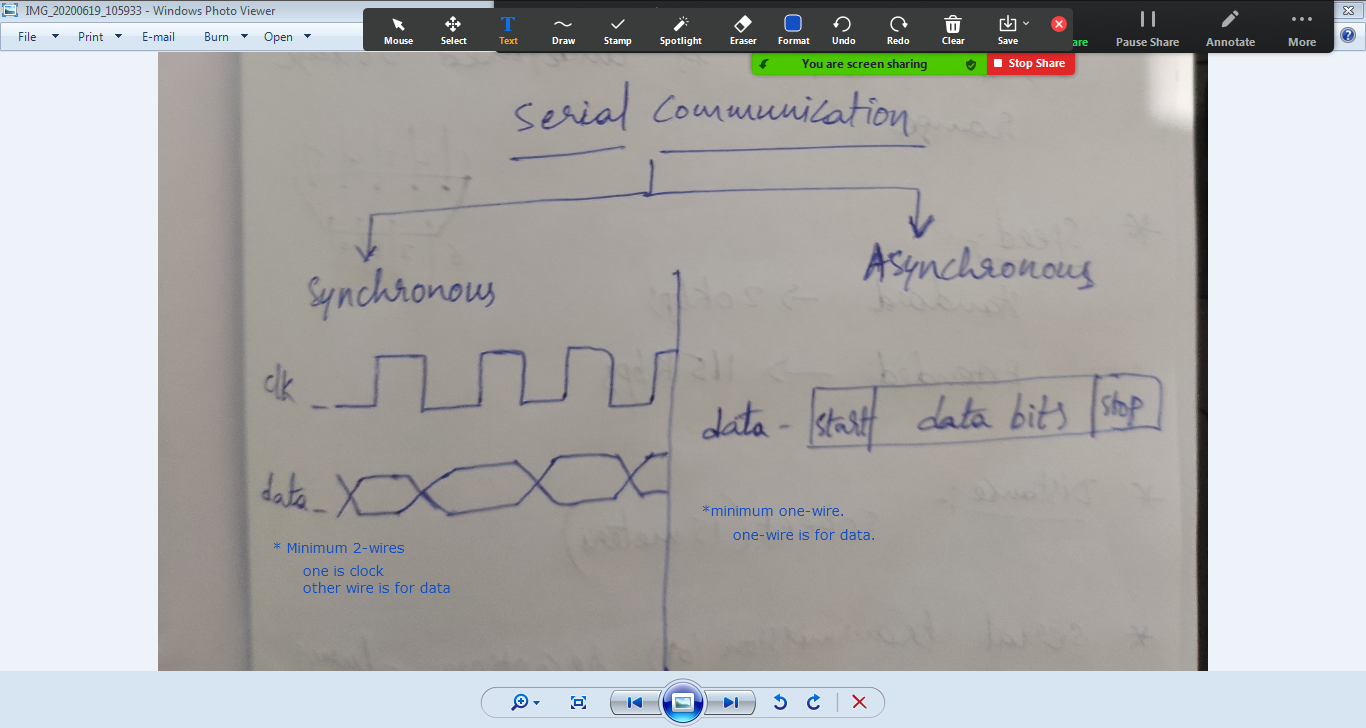 IMG_20200619_105933 - Windows Photo Viewer
File Print E-mail Burn Open
Mouse Select Text Draw Stamp Spotlight Eraser Format Undo Redo Clear Save
are Pause Share Annotate More
You are screen sharing Stop Share
Serial Communication
Synchronous
Asynchronous
clk
data - start data bits stop
data
*minimum one-wire.
one-wire is for data.
* Minimum 2-wires
one is clock
other wire is for data